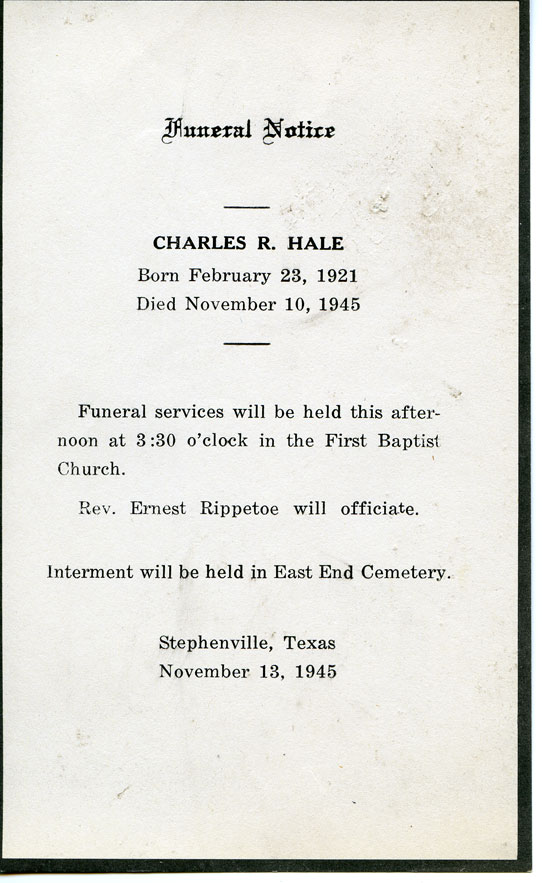 Funeral Notice
CHARLES R. HALE
Born February 23, 1921
Died November 10, 1945
Funeral services will be held this after-
noon at 3:30 o'clock in the First Baptist
Church.
Rev. Ernest Rippetoe will officiate.
Interment will be held in East End Cemetery.
Stephenville, Texas
November 13, 1945